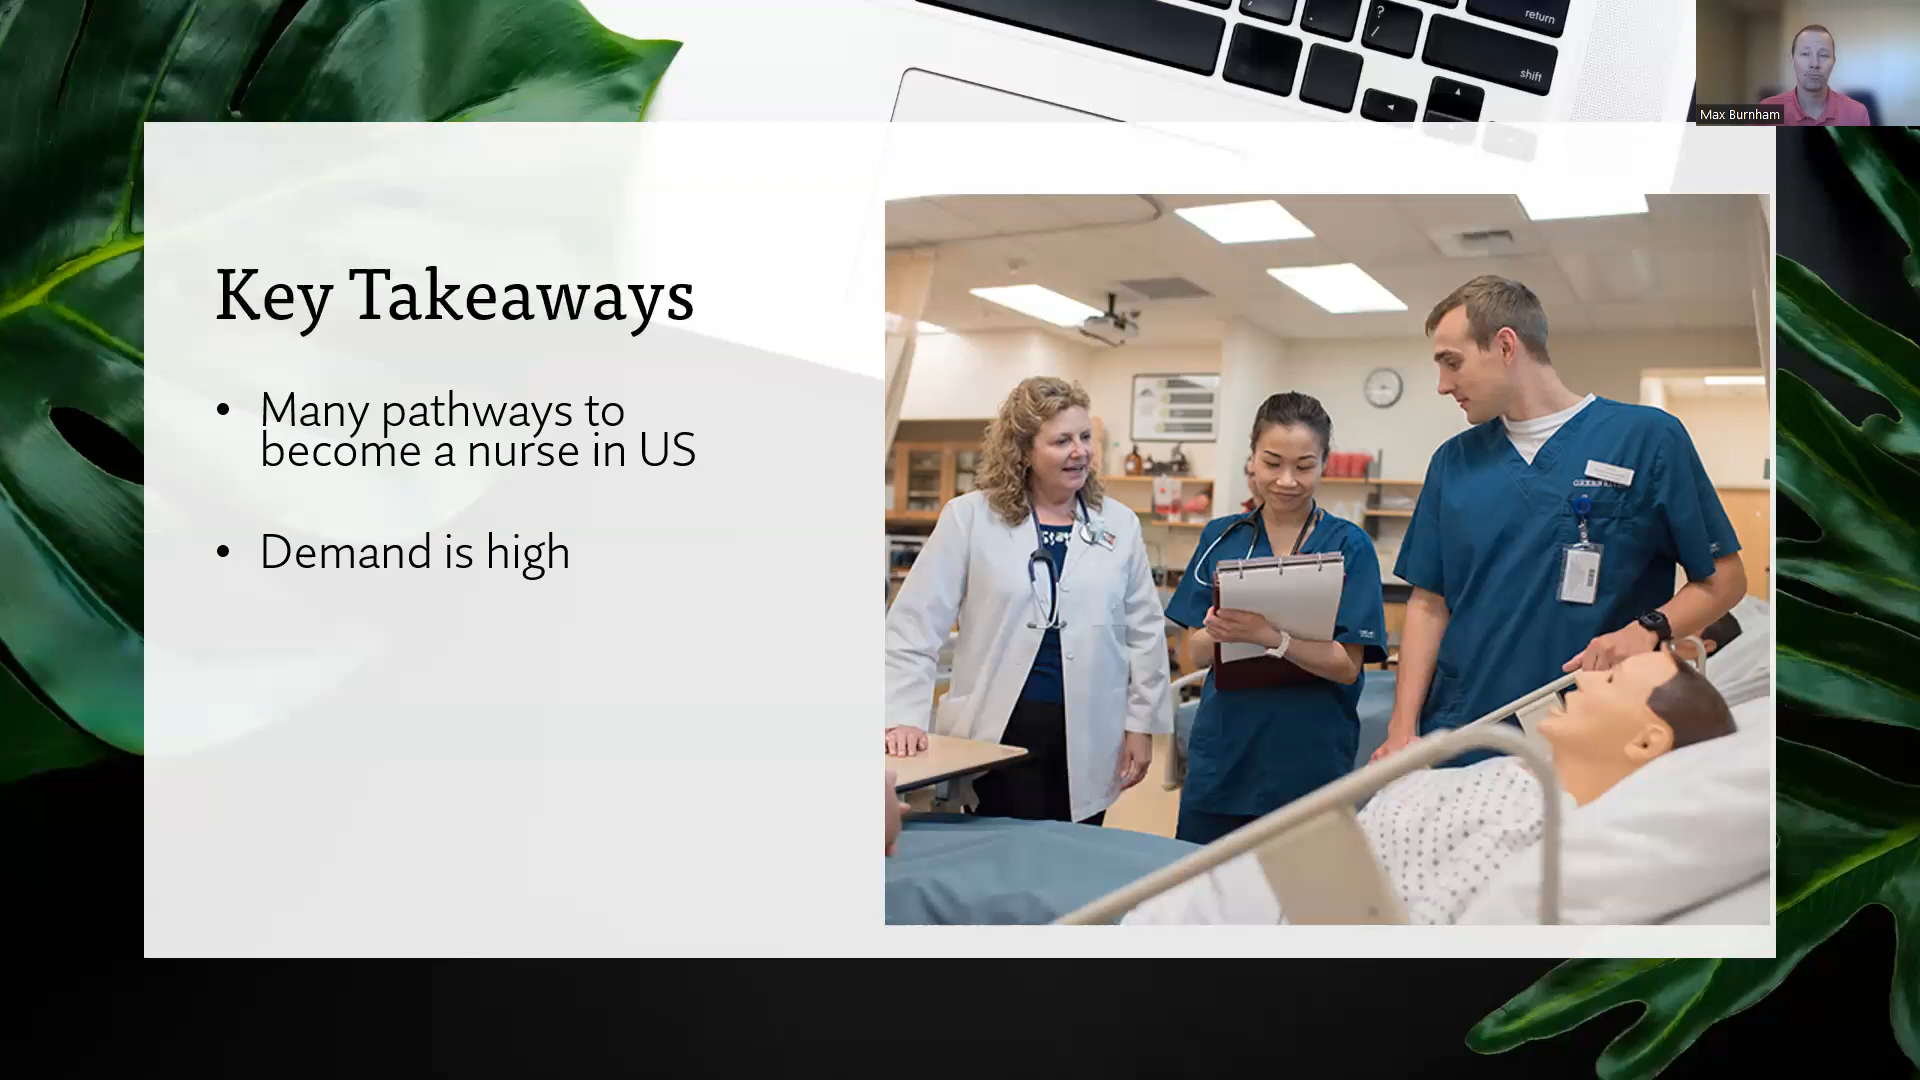 return
?
/
shift
Max Burnham
Key Takeaways
• Many pathways to
become a nurse in US
• Demand is high